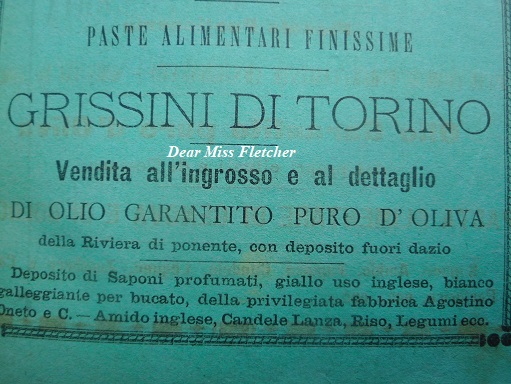 PASTE ALIMENTARI FINISSIME
GRISSINI DI TORINO
Dear Miss Fletcher
Vendita all'ingrosso e al dettaglio
DI OLIO GARANTITO PURO D'OLIVA
della Riviera di ponente, con deposito fuori dazio
Deposito di Saponi profumati, giallo uso inglese, bianco
galleggiante per bucato, della privilegiata fabbrica Agostino
Oneto e C. — Amido inglese, Candele Lanza, Riso, Legumi ecc.